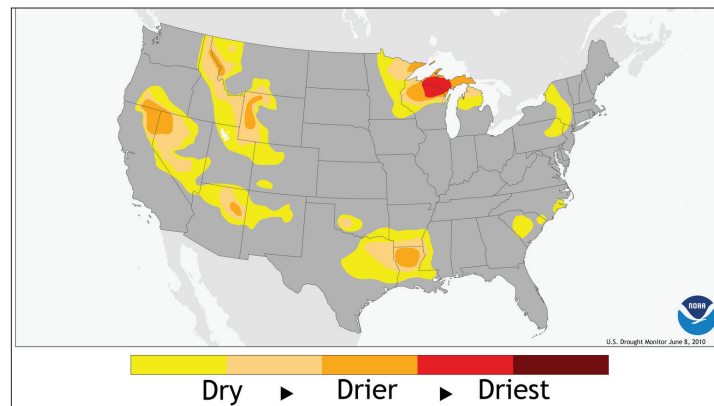 NOAA
U.S. Drought Monitor June 8, 2010
Dry ► Drier ► Driest